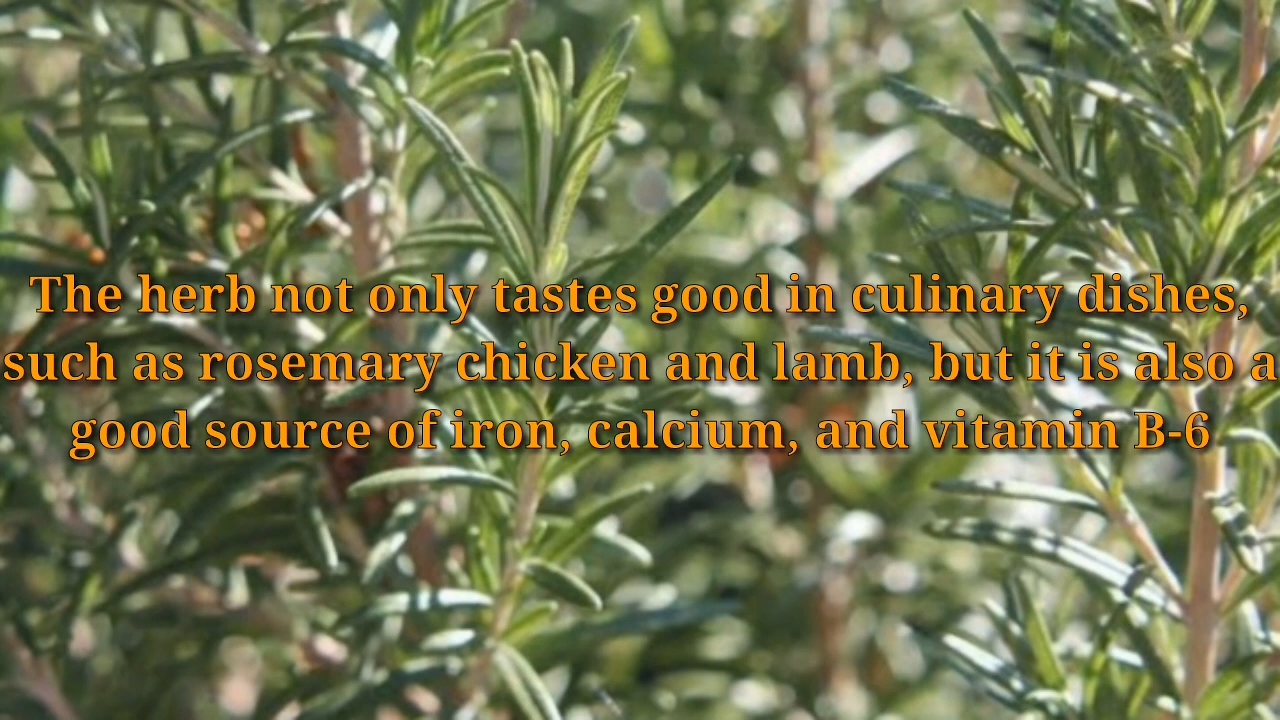 The herb not only tastes good in culinary dishes,
such as rosemary chicken and lamb, but it is also a
good source of iron, calcium, and vitamin B-6